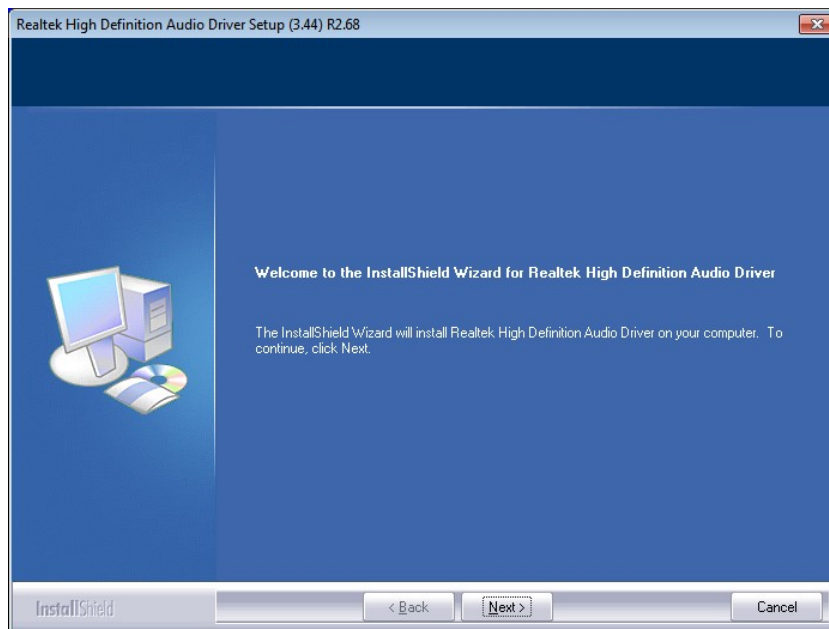 Realtek High Definition Audio Driver Setup (3.44) R2.68
Welcome to the InstallShield Wizard for Realtek High Definition Audio Driver
The InstallShield Wizard will install Realtek High Definition Audio Driver on your computer. To
continue, click Next.
InstallShield
< Back
Next >
Cancel